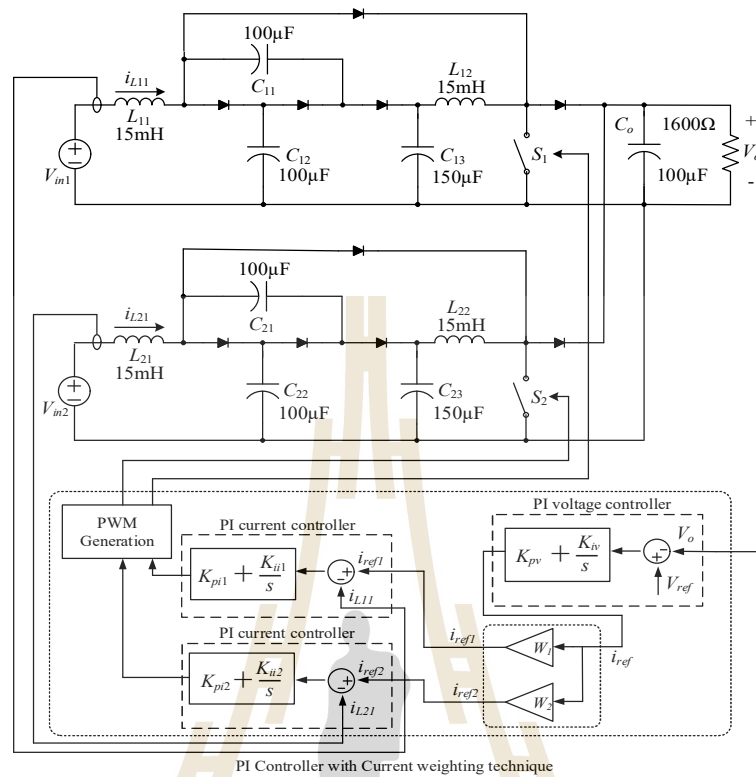 100µF
C11
iL11
L11
15mH
L12
15mH
Vin1
C12
100µF
C13
150µF
S1
Co
100µF
1600Ω
+
-
100µF
C21
iL21
L21
15mH
L22
15mH
Vin2
C22
100µF
C23
150µF
S2
PWM
Generation
PI current controller
Kpi1 + Kii1/s
iref1
iL11
PI current controller
Kpi2 + Kii2/s
iref2
iL21
PI voltage controller
Kpv + Kiv/s
Vo
Vref
iref1
W1
iref
iref2
W2
PI Controller with Current weighting technique